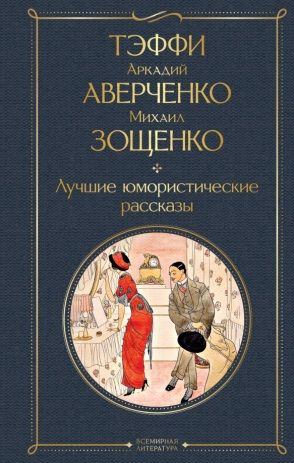 ТЭФФИ
АРКАДИЙ
АВЕРЧЕНКО
МИХАИЛ
ЗОЩЕНКО
Лучшие юмористические
рассказы
ВСЕМИРНАЯ
ЛИТЕРАТУРА